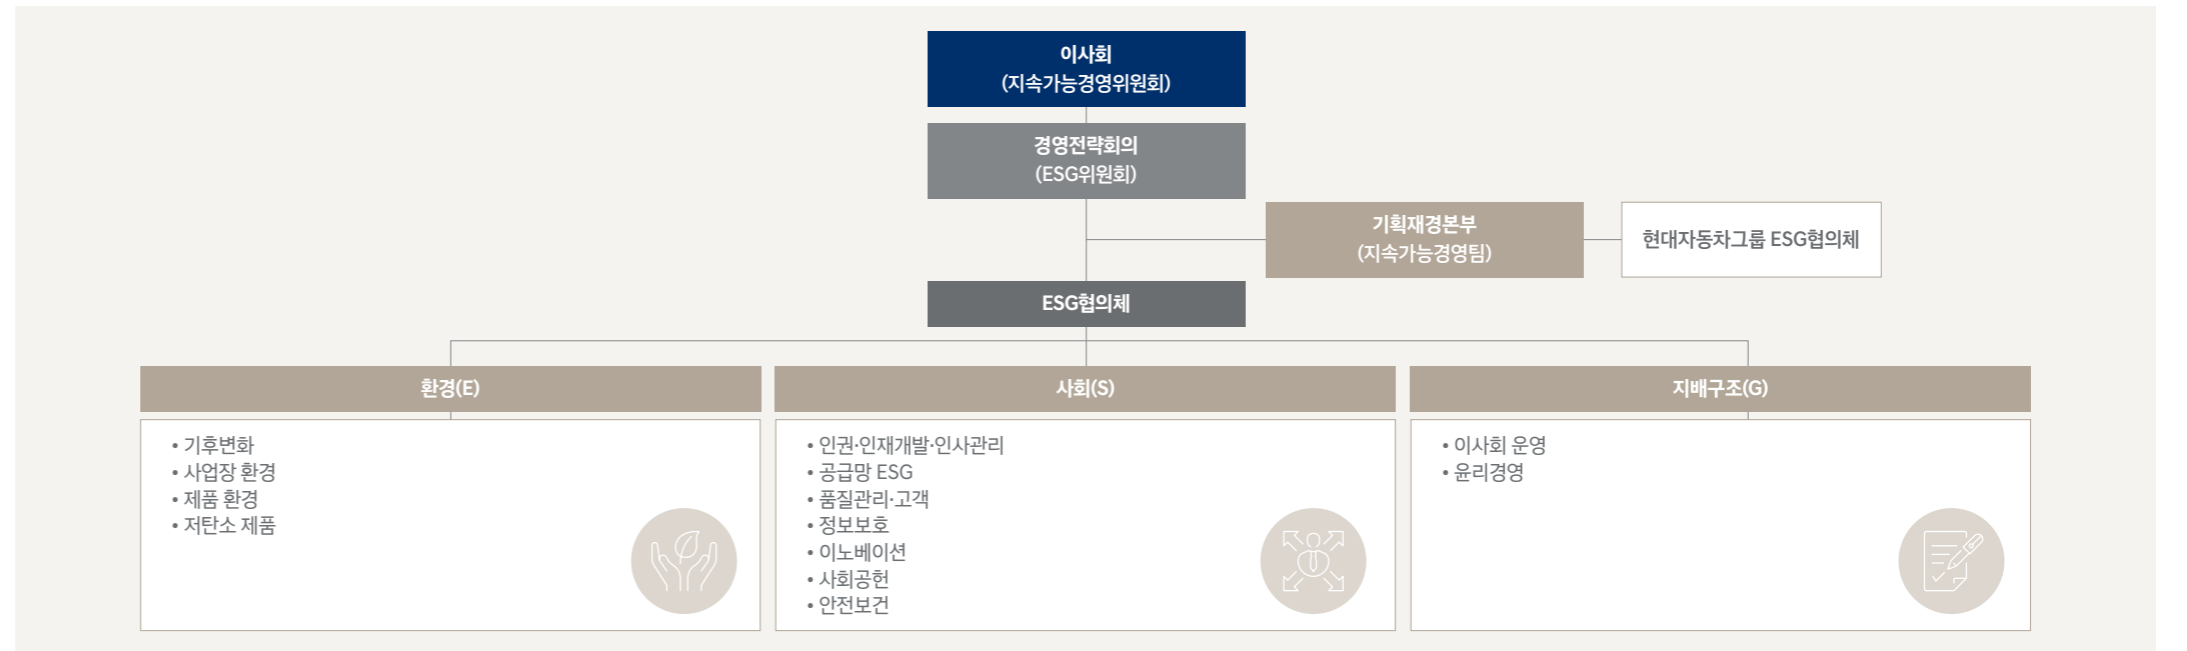 이사회
(지속가능경영위원회)
경영전략회의
(ESG위원회)
기획재경본부
(지속가능경영팀)
현대자동차그룹 ESG협의체
ESG협의체
환경(E)
• 기후변화
• 사업장 환경
• 제품 환경
• 저탄소 제품
사회(S)
• 인권·인재개발·인사관리
• 공급망 ESG
• 품질관리·고객
• 정보보호
• 이노베이션
• 사회공헌
• 안전보건
지배구조(G)
• 이사회 운영
• 윤리경영